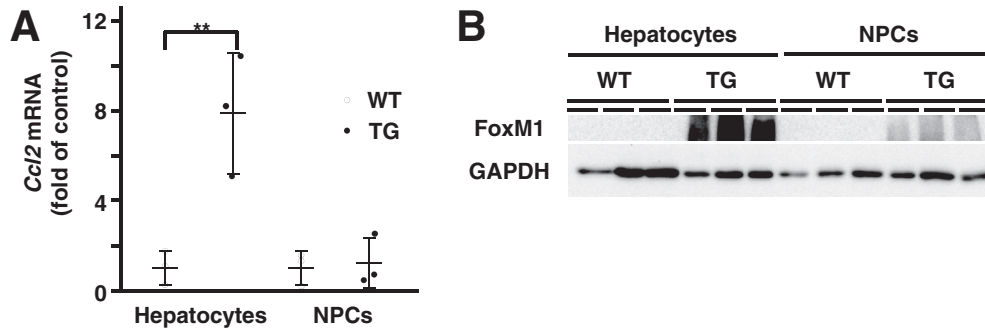 A
Ccl2 mRNA
(fold of control)
12
8
4
0
**
WT
TG
Hepatocytes NPCs
B
Hepatocytes NPCs
WT TG WT TG
FoxM1
GAPDH